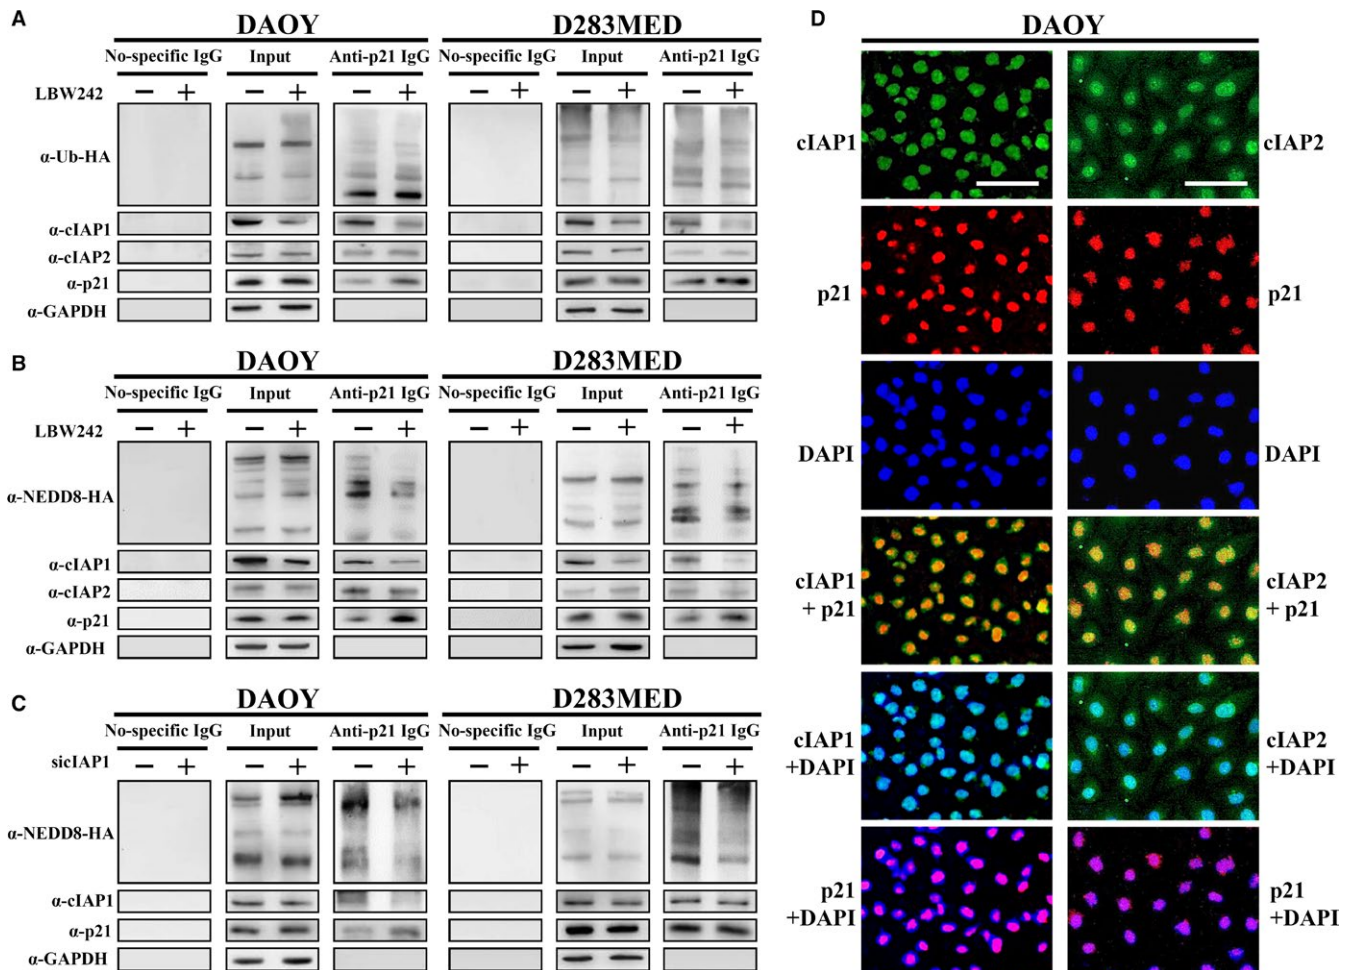 A
DAOY D283MED
No-specific IgG Input Anti-p21 IgG No-specific IgG Input Anti-p21 IgG
LBW242 − + − + − + − + − + − +
α-Ub-HA
α-cIAP1
α-cIAP2
α-p21
α-GAPDH
B
DAOY D283MED
No-specific IgG Input Anti-p21 IgG No-specific IgG Input Anti-p21 IgG
LBW242 − + − + − + − + − + − +
α-NEDD8-HA
α-cIAP1
α-cIAP2
α-p21
α-GAPDH
C
DAOY D283MED
No-specific IgG Input Anti-p21 IgG No-specific IgG Input Anti-p21 IgG
sicIAP1 − + − + − + − + − + − +
α-NEDD8-HA
α-cIAP1
α-p21
α-GAPDH
D
DAOY
cIAP1 cIAP2
p21 p21
DAPI DAPI
cIAP1 cIAP2
+ p21 + p21
cIAP1 cIAP2
+DAPI +DAPI
p21 p21
+DAPI +DAPI